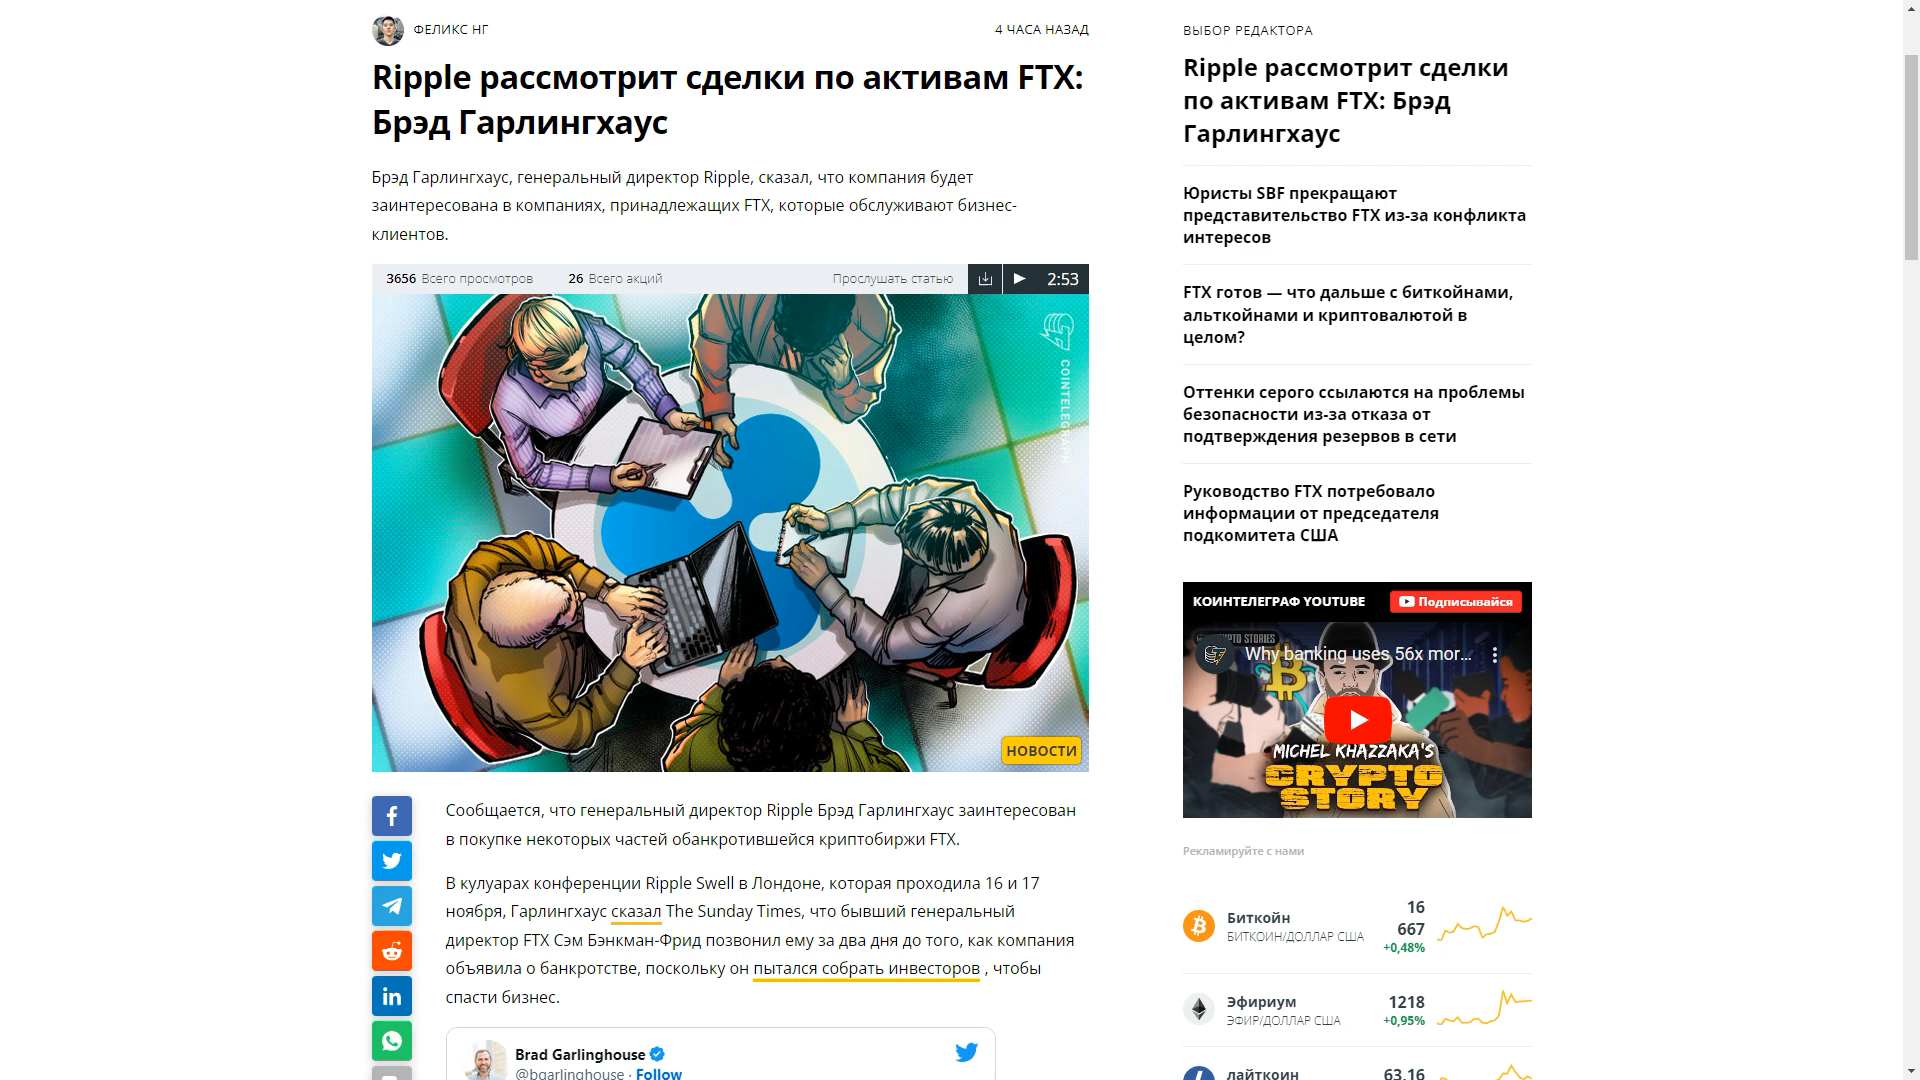 ФЕЛИКС НГ
4 ЧАСА НАЗАД
Ripple рассмотрит сделки по активам FTX:
Брэд Гарлингхаус
Брэд Гарлингхаус, генеральный директор Ripple, сказал, что компания будет
заинтересована в компаниях, принадлежащих FTX, которые обслуживают бизнес-
клиентов.
3656 Всего просмотров
26 Всего акций
Прослушать статью
2:53
COINTELEGRAPH
НОВОСТИ
Сообщается, что генеральный директор Ripple Брэд Гарлингхаус заинтересован
в покупке некоторых частей обанкротившейся криптобиржи FTX.
В кулуарах конференции Ripple Swell в Лондоне, которая проходила 16 и 17
ноября, Гарлингхаус сказал The Sunday Times, что бывший генеральный
директор FTX Сэм Бэнкман-Фрид позвонил ему за два дня до того, как компания
объявила о банкротстве, поскольку он пытался собрать инвесторов , чтобы
спасти бизнес.
Brad Garlinghouse
@bgarlinghouse · Follow
ВЫБОР РЕДАКТОРА
Ripple рассмотрит сделки
по активам FTX: Брэд
Гарлингхаус
Юристы SBF прекращают
представительство FTX из-за конфликта
интересов
FTX готов — что дальше с биткойнами,
альткойнами и криптовалютой в
целом?
Оттенки серого ссылаются на проблемы
безопасности из-за отказа от
подтверждения резервов в сети
Руководство FTX потребовало
информации от председателя
подкомитета США
КОИНТЕЛЕГРАФ YOUTUBE
Подписывайся
CRYPTO STORIES
Why banking uses 56x mor...
MICHEL KHAZZAKA'S
CRYPTO
STORY
Рекламируйте с нами
Биткойн
БИТКОИН/ДОЛЛАР США
16
667
+0,48%
Эфириум
ЭФИР/ДОЛЛАР США
1218
+0,95%
лайткоин
63,16